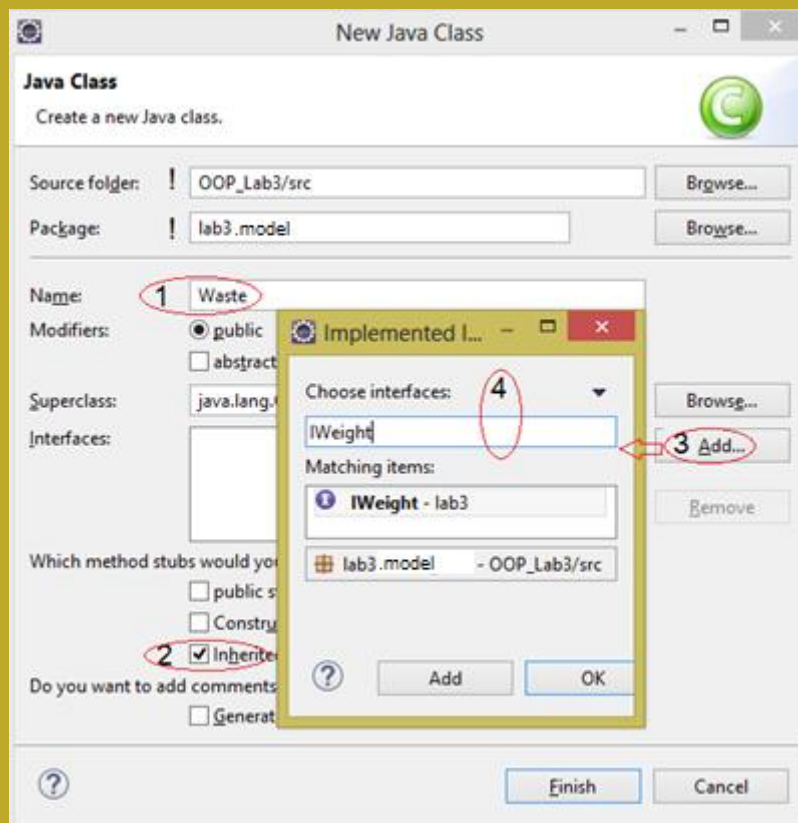 New Java Class
Java Class
Create a new Java class.
Source folder: ! OOP_Lab3/src Browse...
Package: ! lab3.model Browse...
Name: 1 Waste
Modifiers: public
abstract
Superclass: java.lang. Browse...
Interfaces: 3 Add...
Remove
Implemented I...
Choose interfaces: 4
IWeight
Matching items:
IWeight - lab3
lab3.model - OOP_Lab3/src
? Add OK
Which method stubs would you
public s
Constru
2 Inherite
Do you want to add comments
Generat
? Finish Cancel